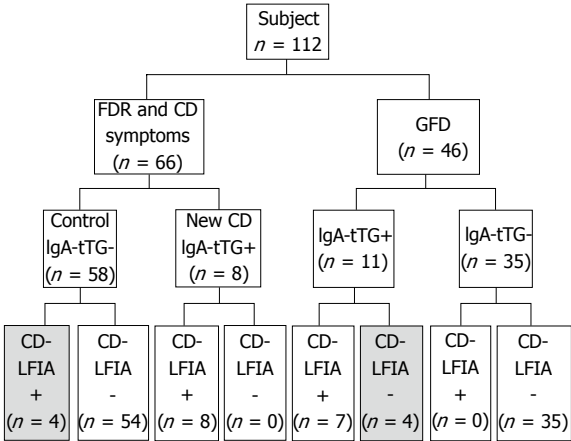 Subject
n = 112
FDR and CD
symptoms
(n = 66)
GFD
(n = 46)
Control
IgA-tTG-
(n = 58)
New CD
IgA-tTG+
(n = 8)
IgA-tTG+
(n = 11)
IgA-tTG-
(n = 35)
CD-
LFIA
+
(n = 4)
CD-
LFIA
-
(n = 54)
CD-
LFIA
+
(n = 8)
CD-
LFIA
-
(n = 0)
CD-
LFIA
+
(n = 7)
CD-
LFIA
-
(n = 4)
CD-
LFIA
+
(n = 0)
CD-
LFIA
-
(n = 35)